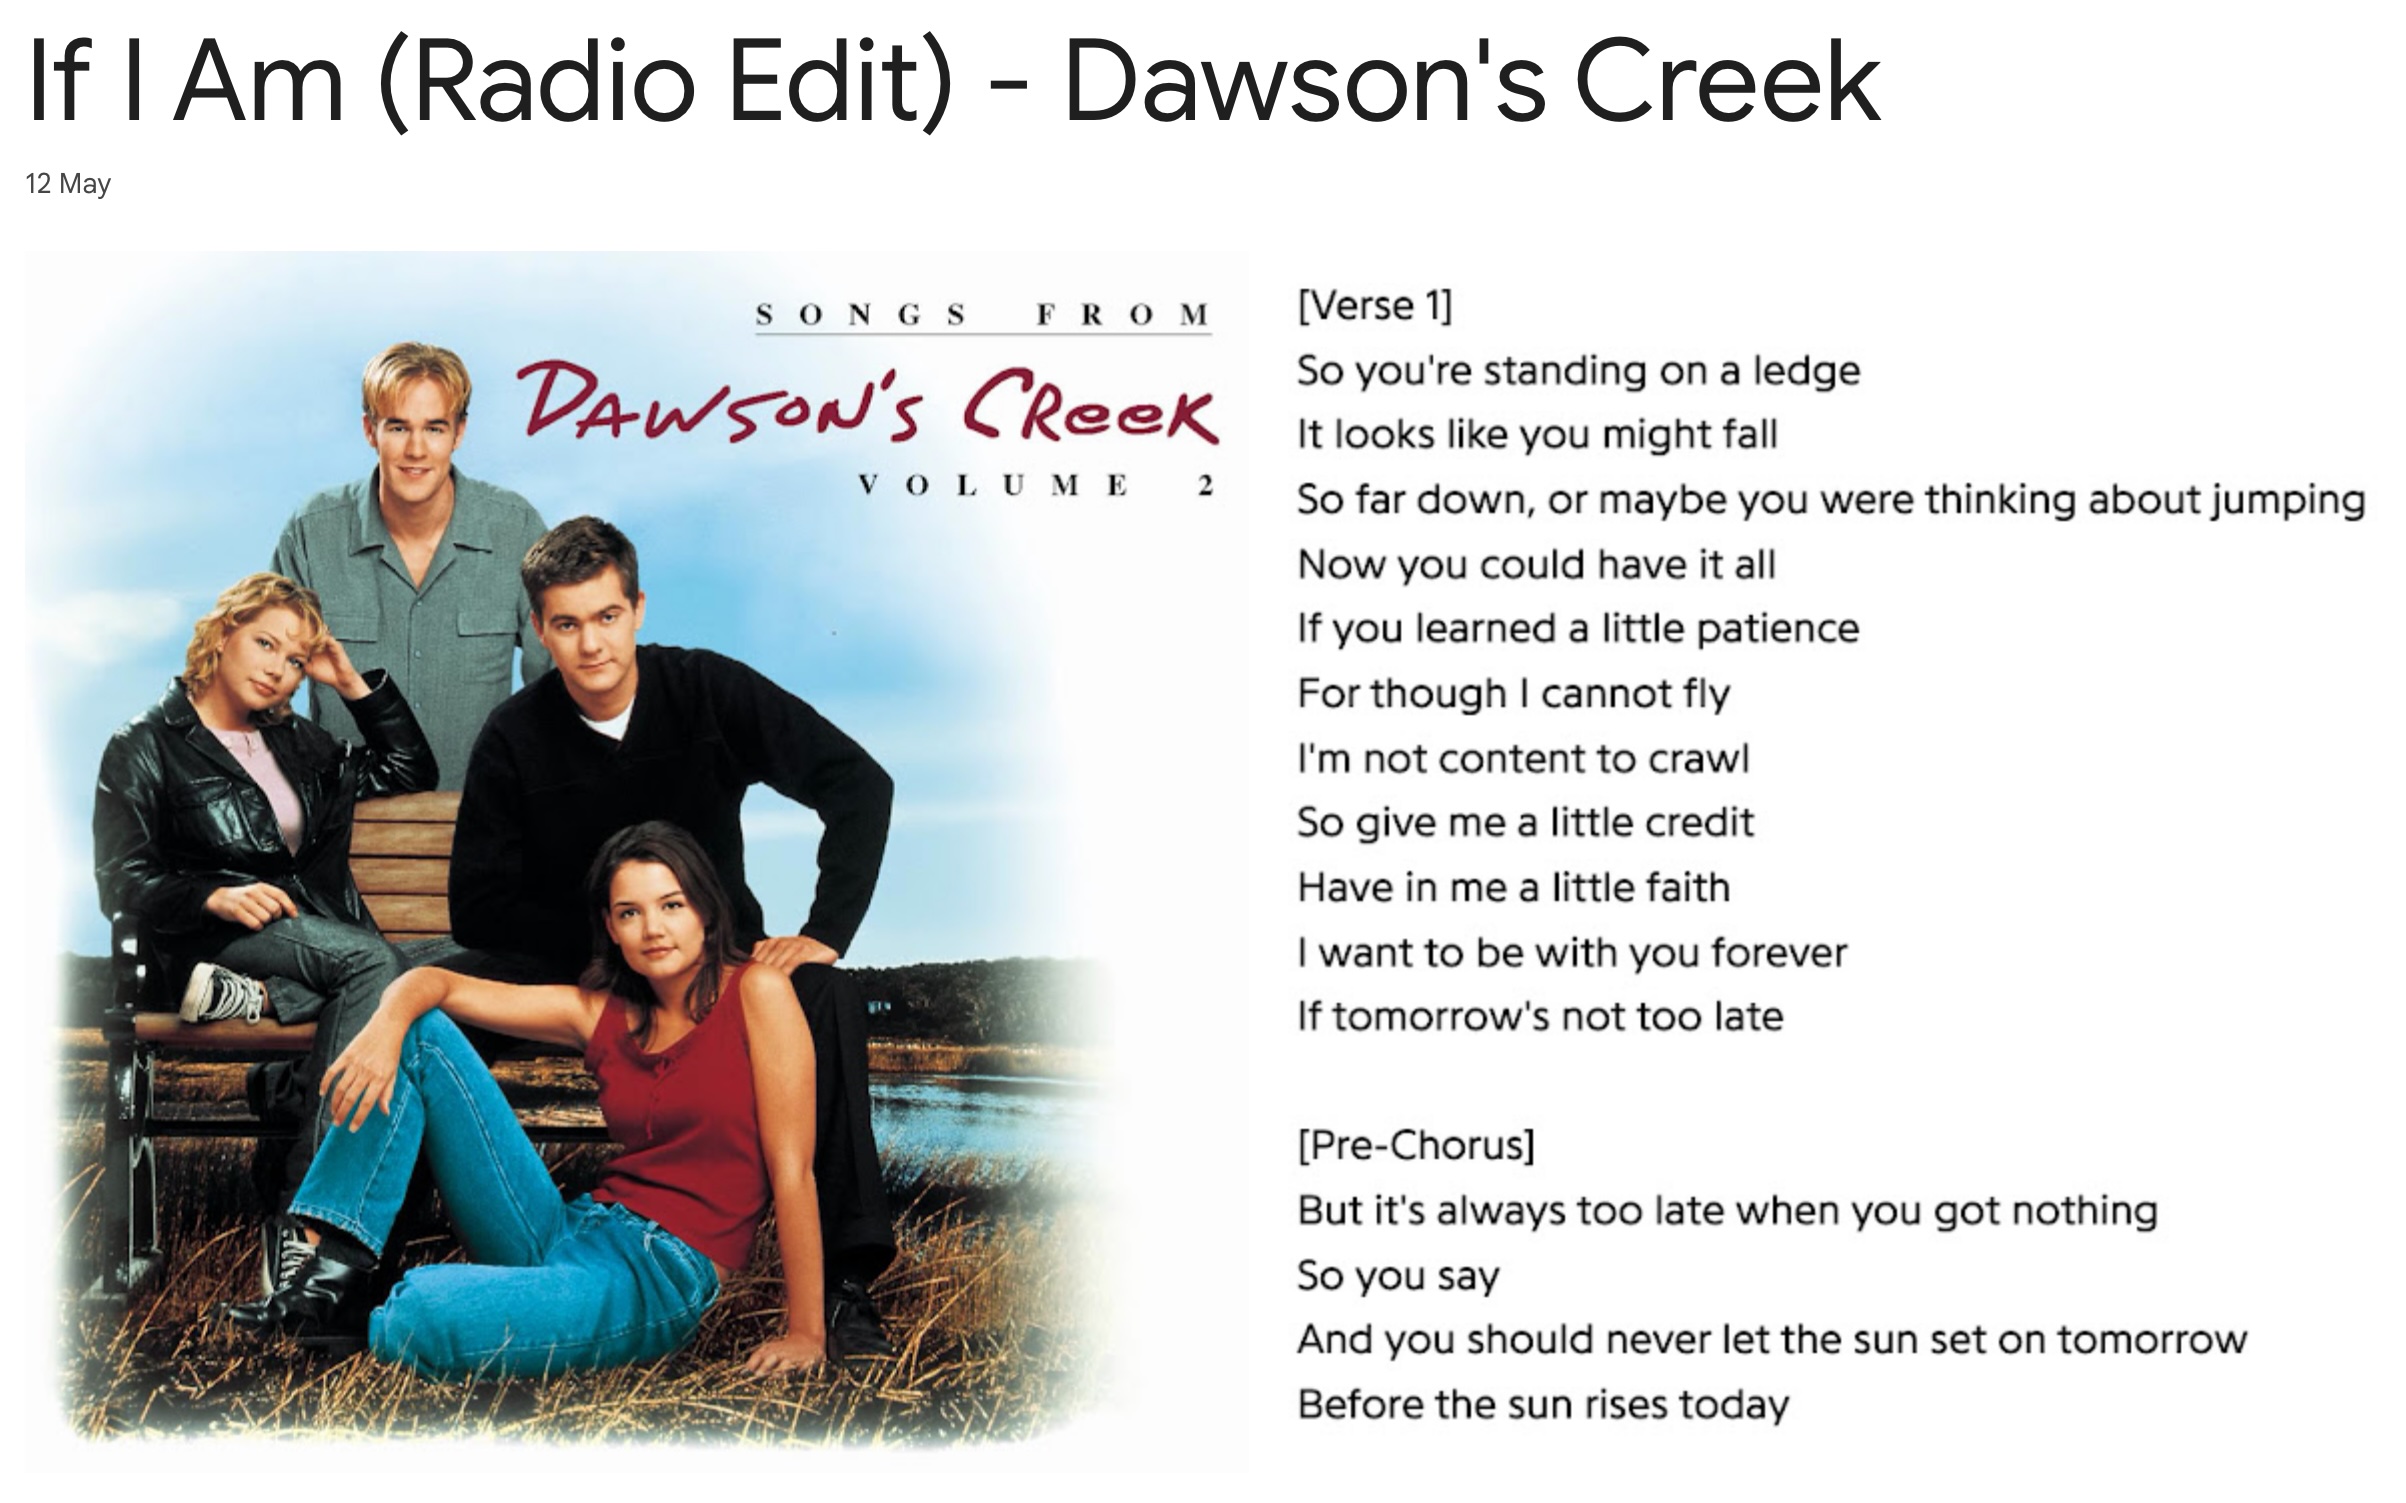 If I Am (Radio Edit) - Dawson's Creek
12 May
SONGS FROM
DAWSON'S CREEK
VOLUME 2
[Verse 1]
So you're standing on a ledge
It looks like you might fall
So far down, or maybe you were thinking about jumping
Now you could have it all
If you learned a little patience
For though I cannot fly
I'm not content to crawl
So give me a little credit
Have in me a little faith
I want to be with you forever
If tomorrow's not too late

[Pre-Chorus]
But it's always too late when you got nothing
So you say
And you should never let the sun set on tomorrow
Before the sun rises today